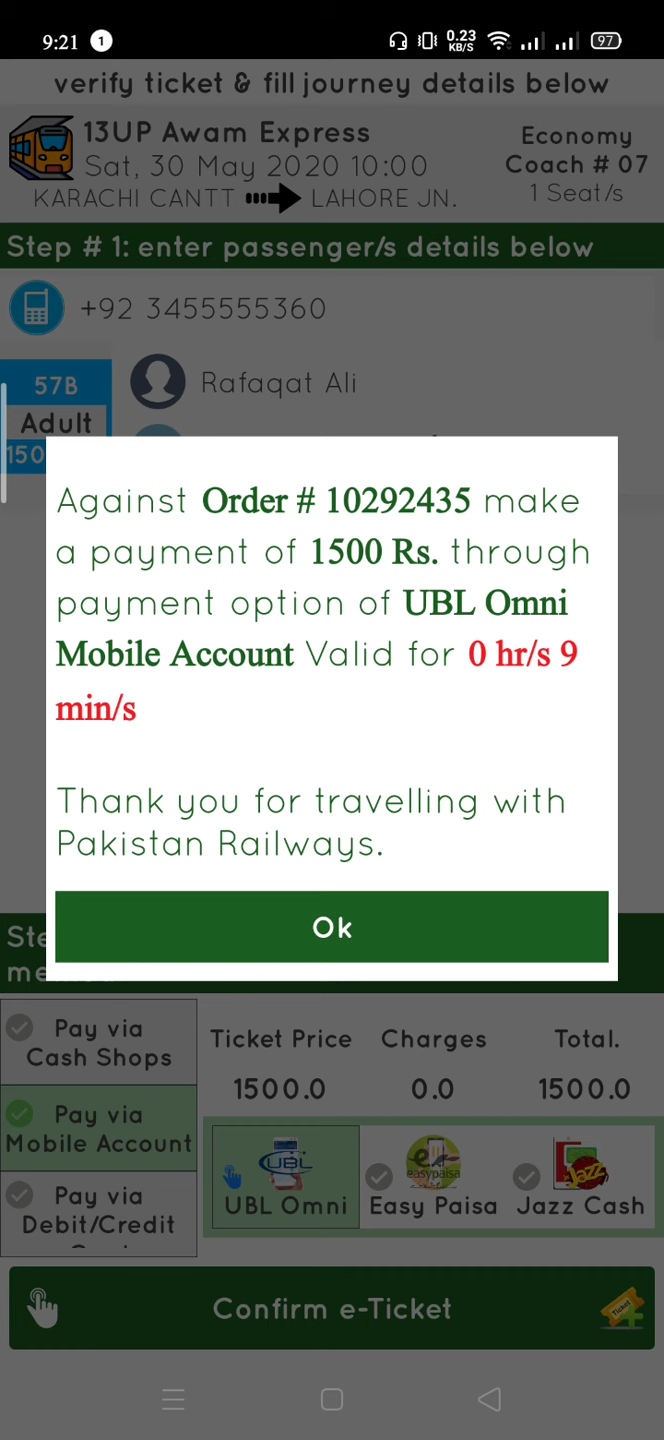 9:21 1 0.23 KB/S 97
verify ticket & fill journey details below
13UP Awam Express
Sat, 30 May 2020 10:00
KARACHI CANTT LAHORE JN.
Economy
Coach # 07
1 Seat/s
Step # 1: enter passenger/s details below
+92 3455555360
57B
Adult
150
Rafaqat Ali
Against Order # 10292435 make
a payment of 1500 Rs. through
payment option of UBL Omni
Mobile Account Valid for 0 hr/s 9
min/s
Thank you for travelling with
Pakistan Railways.
Ok
Pay via
Cash Shops
Pay via
Mobile Account
Pay via
Debit/Credit
Ticket Price Charges Total.
1500.0 0.0 1500.0
UBL
easypaisa
Jazz
UBL Omni Easy Paisa Jazz Cash
Confirm e-Ticket
Ticket